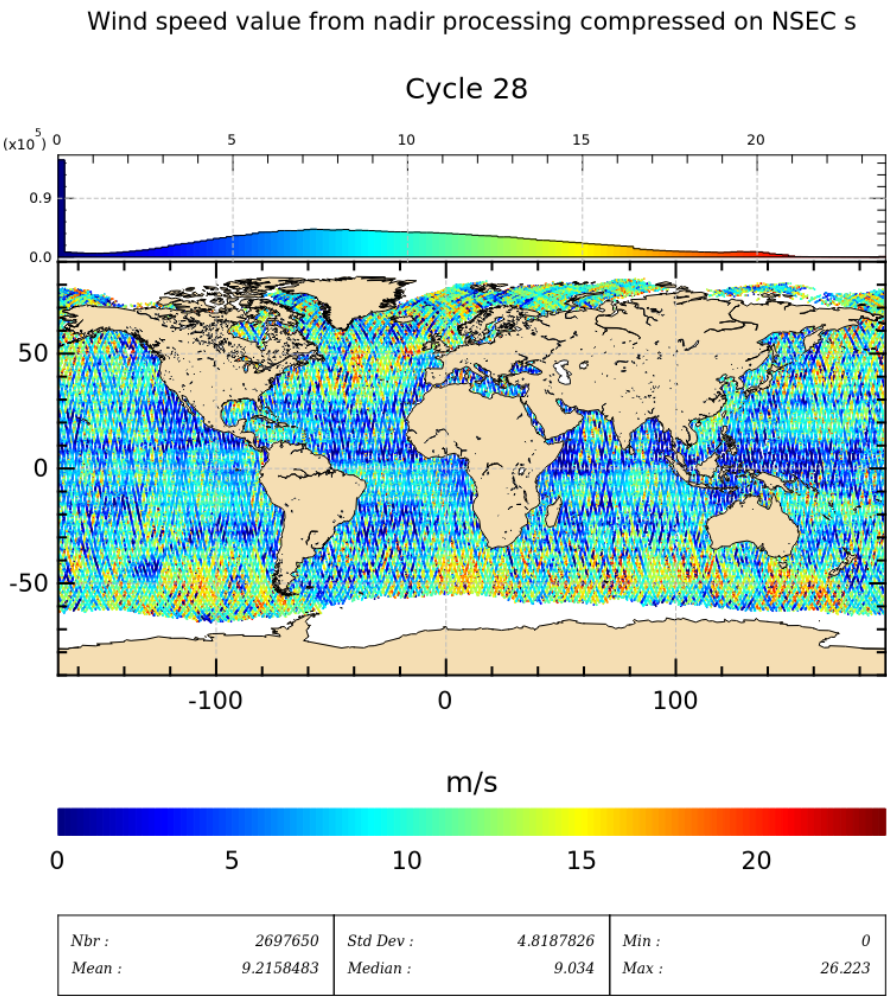 Wind speed value from nadir processing compressed on NSEC s
Cycle 28
(x10^5) 0 5 10 15 20
0.9
0.0
50
0
-50
-100 0 100
m/s
0 5 10 15 20
Nbr : 2697650 Std Dev : 4.8187826 Min : 0
Mean : 9.2158483 Median : 9.034 Max : 26.223